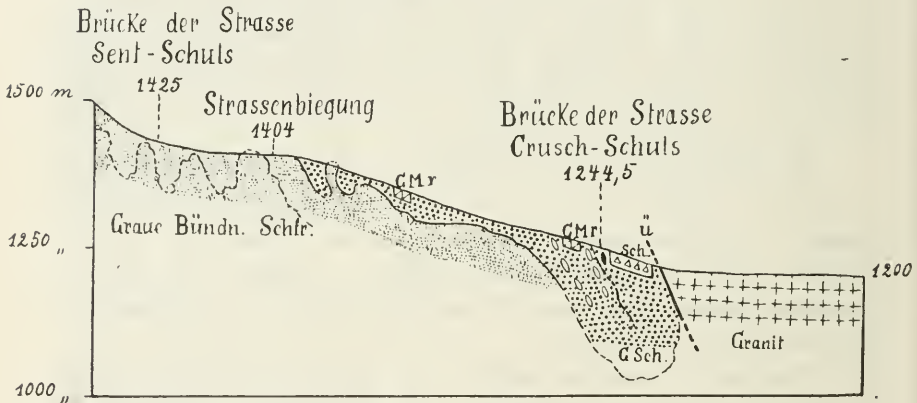 Brücke der Strasse
Sent-Schuls
1425
1500 m
Strassenbiegung
1404
Brücke der Strasse
Crusch-Schuls
1244,5
GMr
Graue Bündn. Schfr.
1250 "
GMr
Sch.
ü
1200
Granit
G Sch.
1000 "